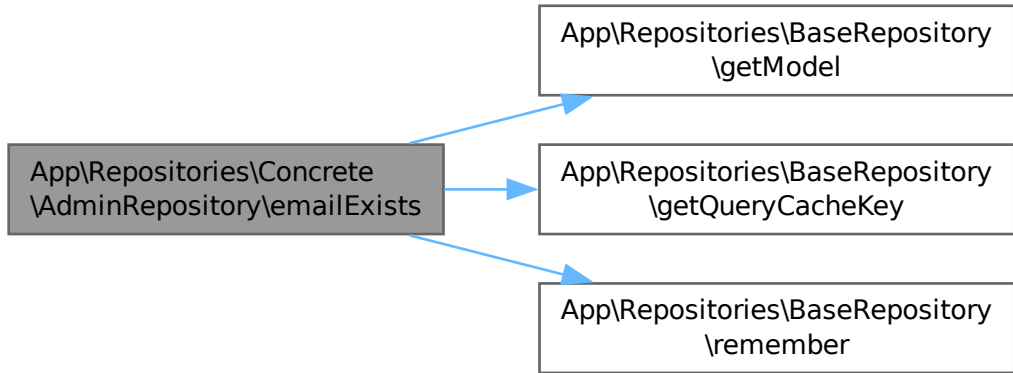 App\Repositories\BaseRepository
\getModel
App\Repositories\Concrete
\AdminRepository\emailExists
App\Repositories\BaseRepository
\getQueryCacheKey
App\Repositories\BaseRepository
\remember